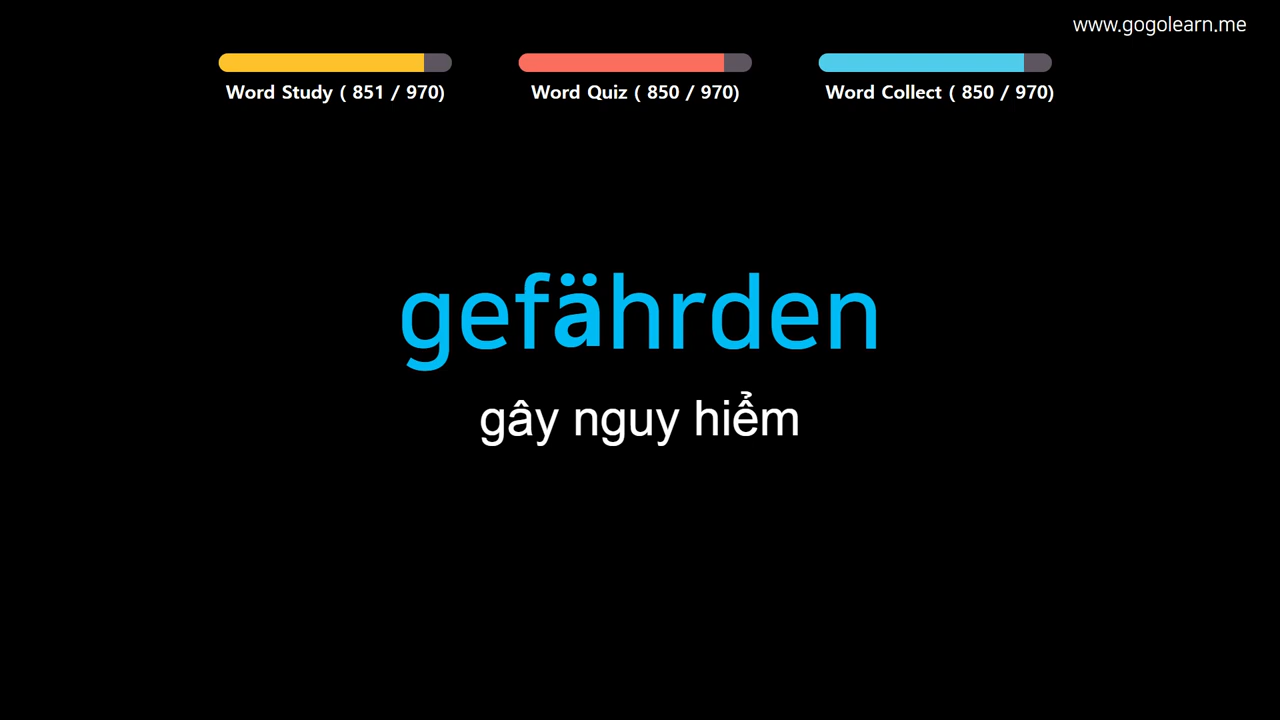 www.gogolearn.me
Word Study ( 851 / 970)
Word Quiz ( 850 / 970)
Word Collect ( 850 / 970)
gefährden
gây nguy hiểm